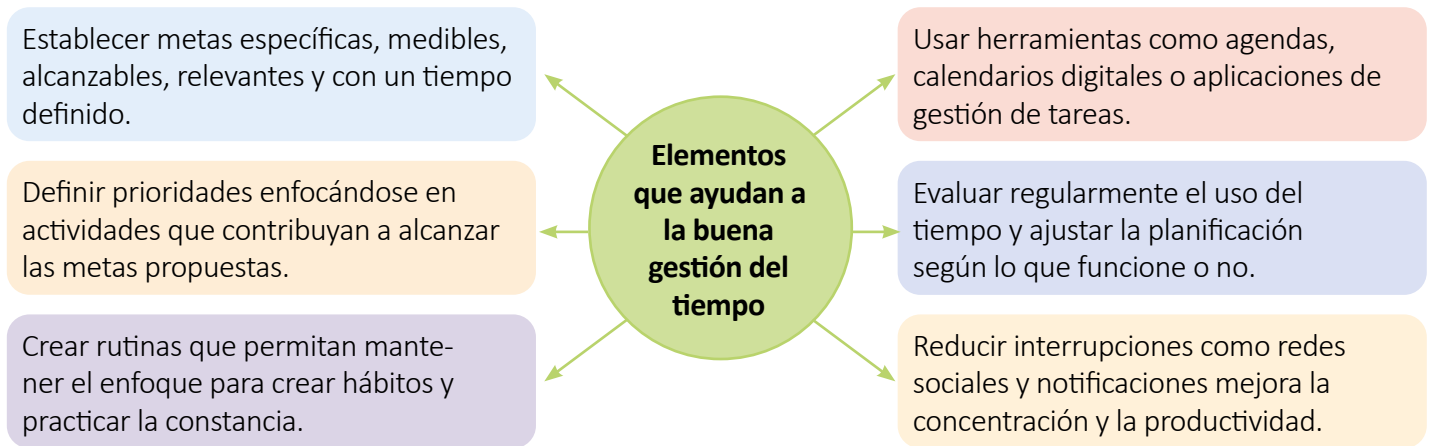 Establecer metas específicas, medibles,
alcanzables, relevantes y con un tiempo
definido.
Definir prioridades enfocándose en
actividades que contribuyan a alcanzar
las metas propuestas.
Crear rutinas que permitan mante-
ner el enfoque para crear hábitos y
practicar la constancia.
Elementos
que ayudan a
la buena
gestión del
tiempo
Usar herramientas como agendas,
calendarios digitales o aplicaciones de
gestión de tareas.
Evaluar regularmente el uso del
tiempo y ajustar la planificación
según lo que funcione o no.
Reducir interrupciones como redes
sociales y notificaciones mejora la
concentración y la productividad.